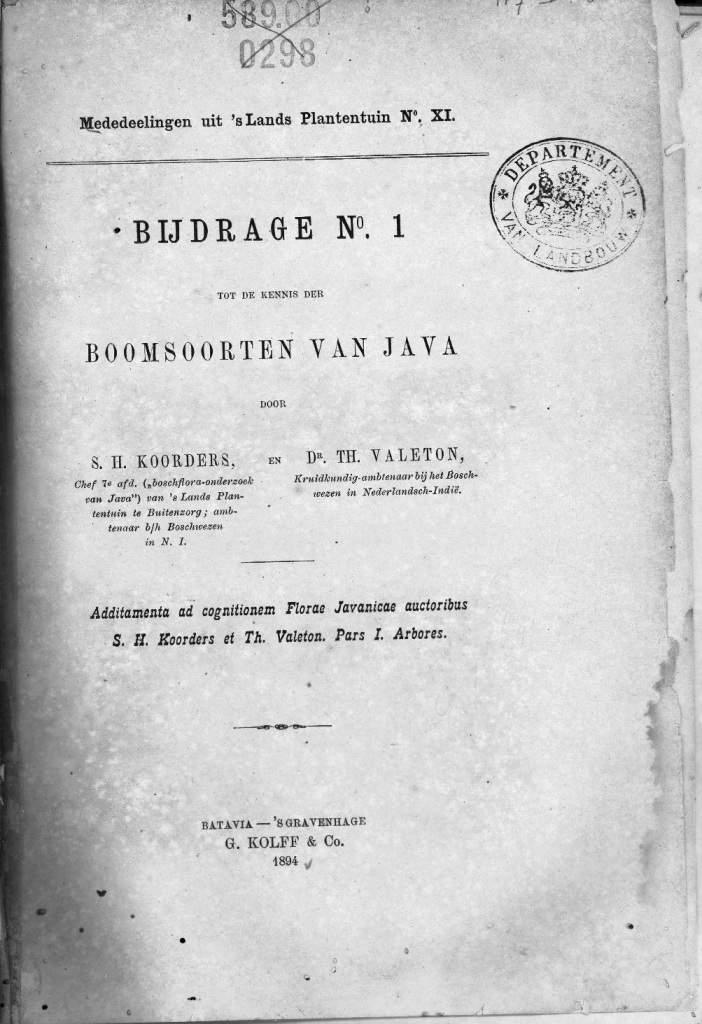 589.00
0298
Mededeelingen uit 's Lands Plantentuin Nº. XI.
DEPARTEMENT
VAN LANDBOUW
BIJDRAGE Nº. 1
TOT DE KENNIS DER
BOOMSOORTEN VAN JAVA
DOOR
S. H. KOORDERS, EN DR. TH. VALETON,
Chef 7e afd. („boschflora-onderzoek
van Java") van 's Lands Plan-
tentuin te Buitenzorg; amb-
tenaar b/h Boschwezen
in N. I.
Kruidkundig-ambtenaar bij het Bosch-
wezen in Nederlandsch-Indië.
Additamenta ad cognitionem Florae Javanicae auctoribus
S. H. Koorders et Th. Valeton. Pars I. Arbores.
BATAVIA — 'S GRAVENHAGE
G. KOLFF & Co.
1894